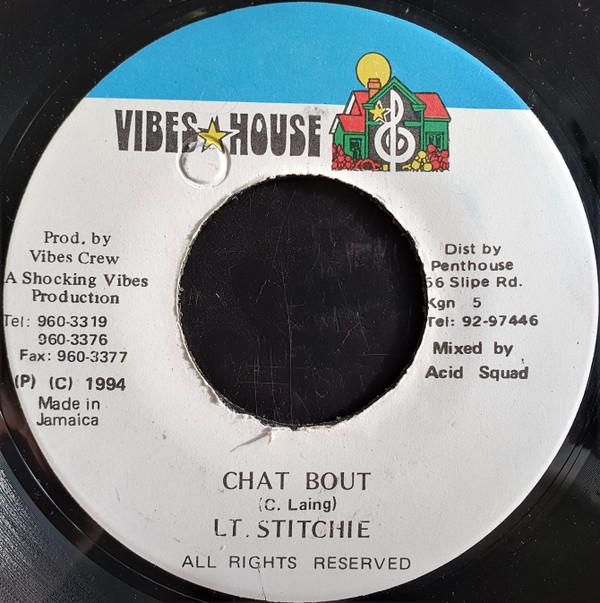 VIBES HOUSE
Prod. by
Vibes Crew
A Shocking Vibes
Production
Tel: 960-3319
960-3376
Fax: 960-3377
(P) (C) 1994
Made in
Jamaica
Dist by
Penthouse
56 Slipe Rd.
Kgn 5
Tel: 92-97446
Mixed by
Acid Squad
CHAT BOUT
(C. Laing)
LT. STITCHIE
ALL RIGHTS RESERVED